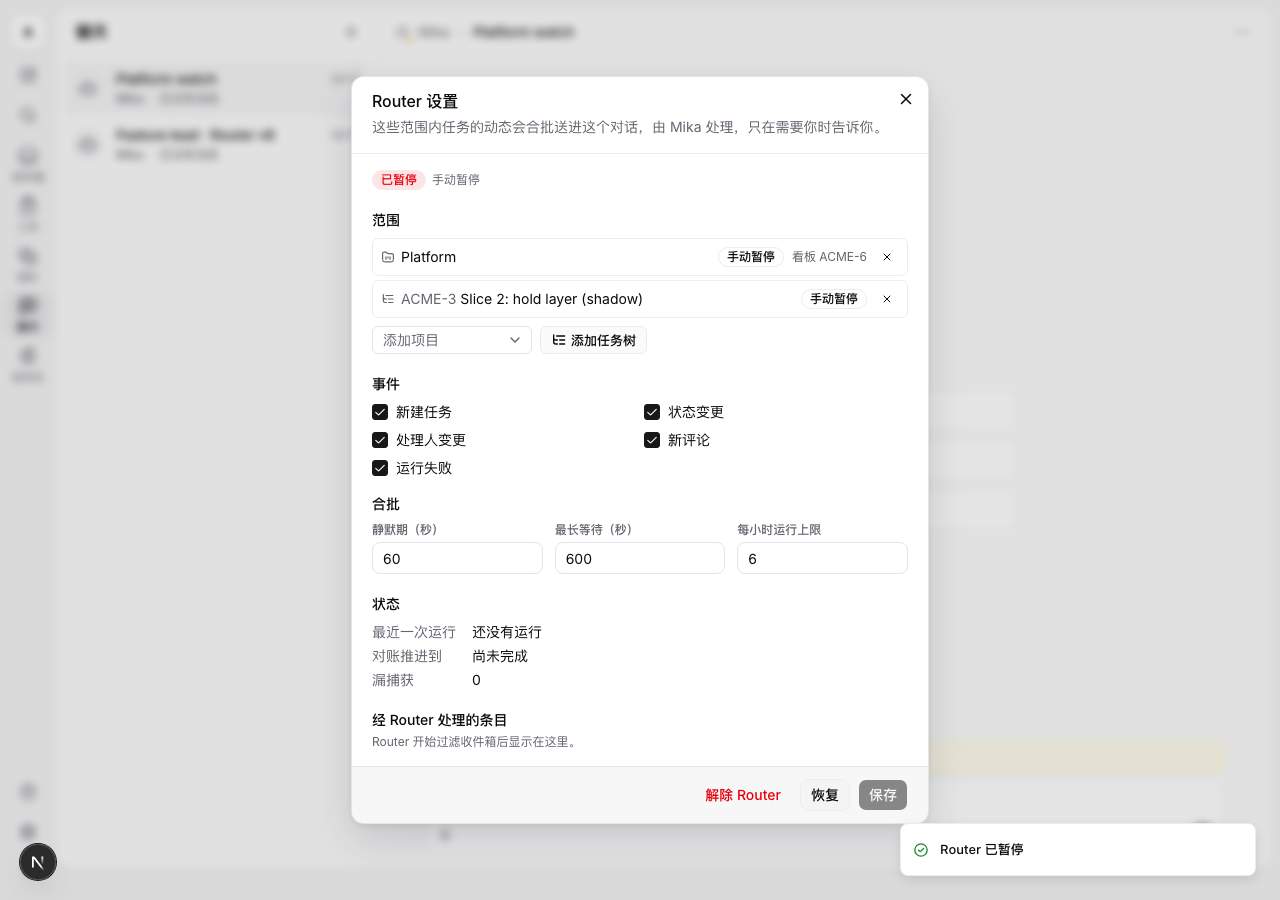 Platform watch
Router 设置
这些范围内任务的动态会合批送进这个对话，由 Mika 处理，只在需要你时告诉你。
已暂停 手动暂停
范围
Platform 手动暂停 看板 ACME-6
ACME-3 Slice 2: hold layer (shadow) 手动暂停
添加项目 添加任务树
事件
新建任务 状态变更
处理人变更 新评论
运行失败
合批
静默期（秒） 最长等待（秒） 每小时运行上限
60 600 6
状态
最近一次运行 还没有运行
对账推进到 尚未完成
漏捕获 0
经 Router 处理的条目
Router 开始过滤收件箱后显示在这里。
解除 Router 恢复 保存
N
Router 已暂停